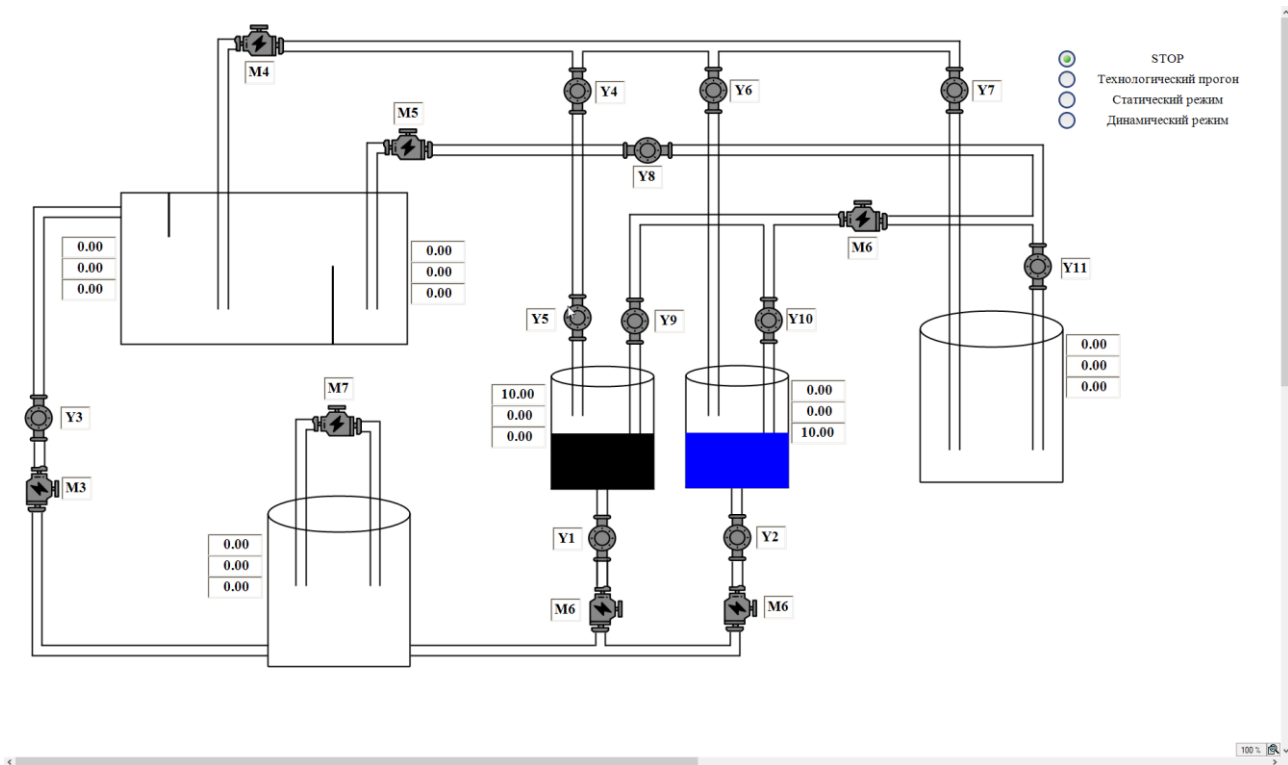 M4
STOP
Технологический прогон
Статический режим
Динамический режим
Y4
Y6
Y7
M5
Y8
0.00
0.00
0.00
0.00
0.00
0.00
M6
Y11
Y5
Y9
Y10
0.00
0.00
0.00
M7
10.00
0.00
0.00
0.00
0.00
10.00
Y3
M3
0.00
0.00
0.00
Y1
Y2
M6
M6
100 %